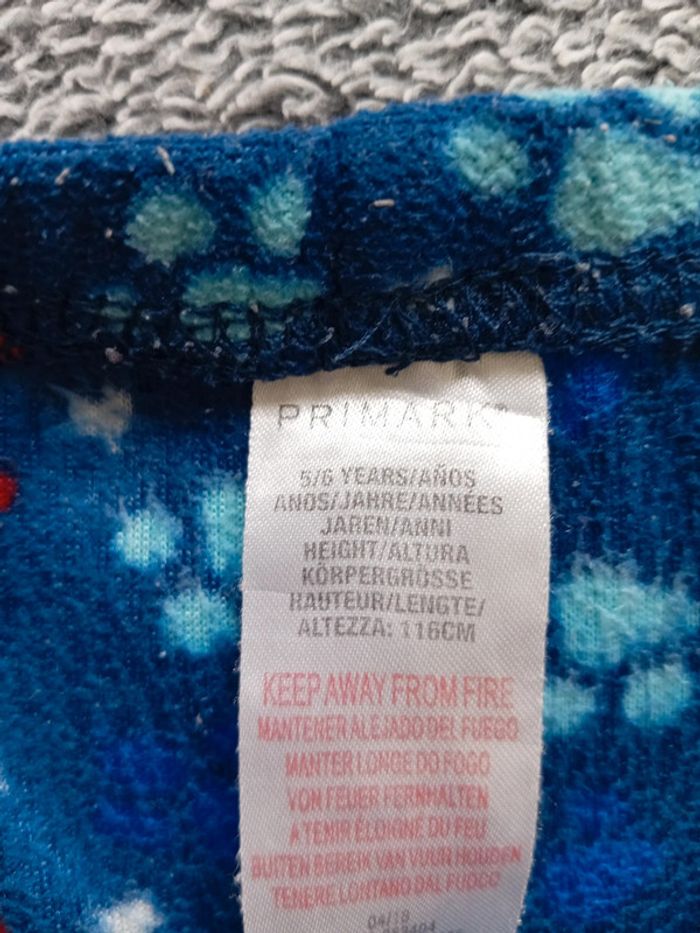 PRIMARK®
5/6 YEARS/AÑOS
ANOS/JAHRE/ANNÉES
JAREN/ANNI
HEIGHT/ALTURA
KÖRPERGRÖSSE
HAUTEUR/LENGTE/
ALTEZZA: 116CM
KEEP AWAY FROM FIRE
MANTENER ALEJADO DEL FUEGO
MANTER LONGE DO FOGO
VON FEUER FERNHALTEN
A TENIR ÉLOIGNÉ DU FEU
BUITEN BEREIK VAN VUUR HOUDEN
TENERE LONTANO DAL FUOCO
04/18